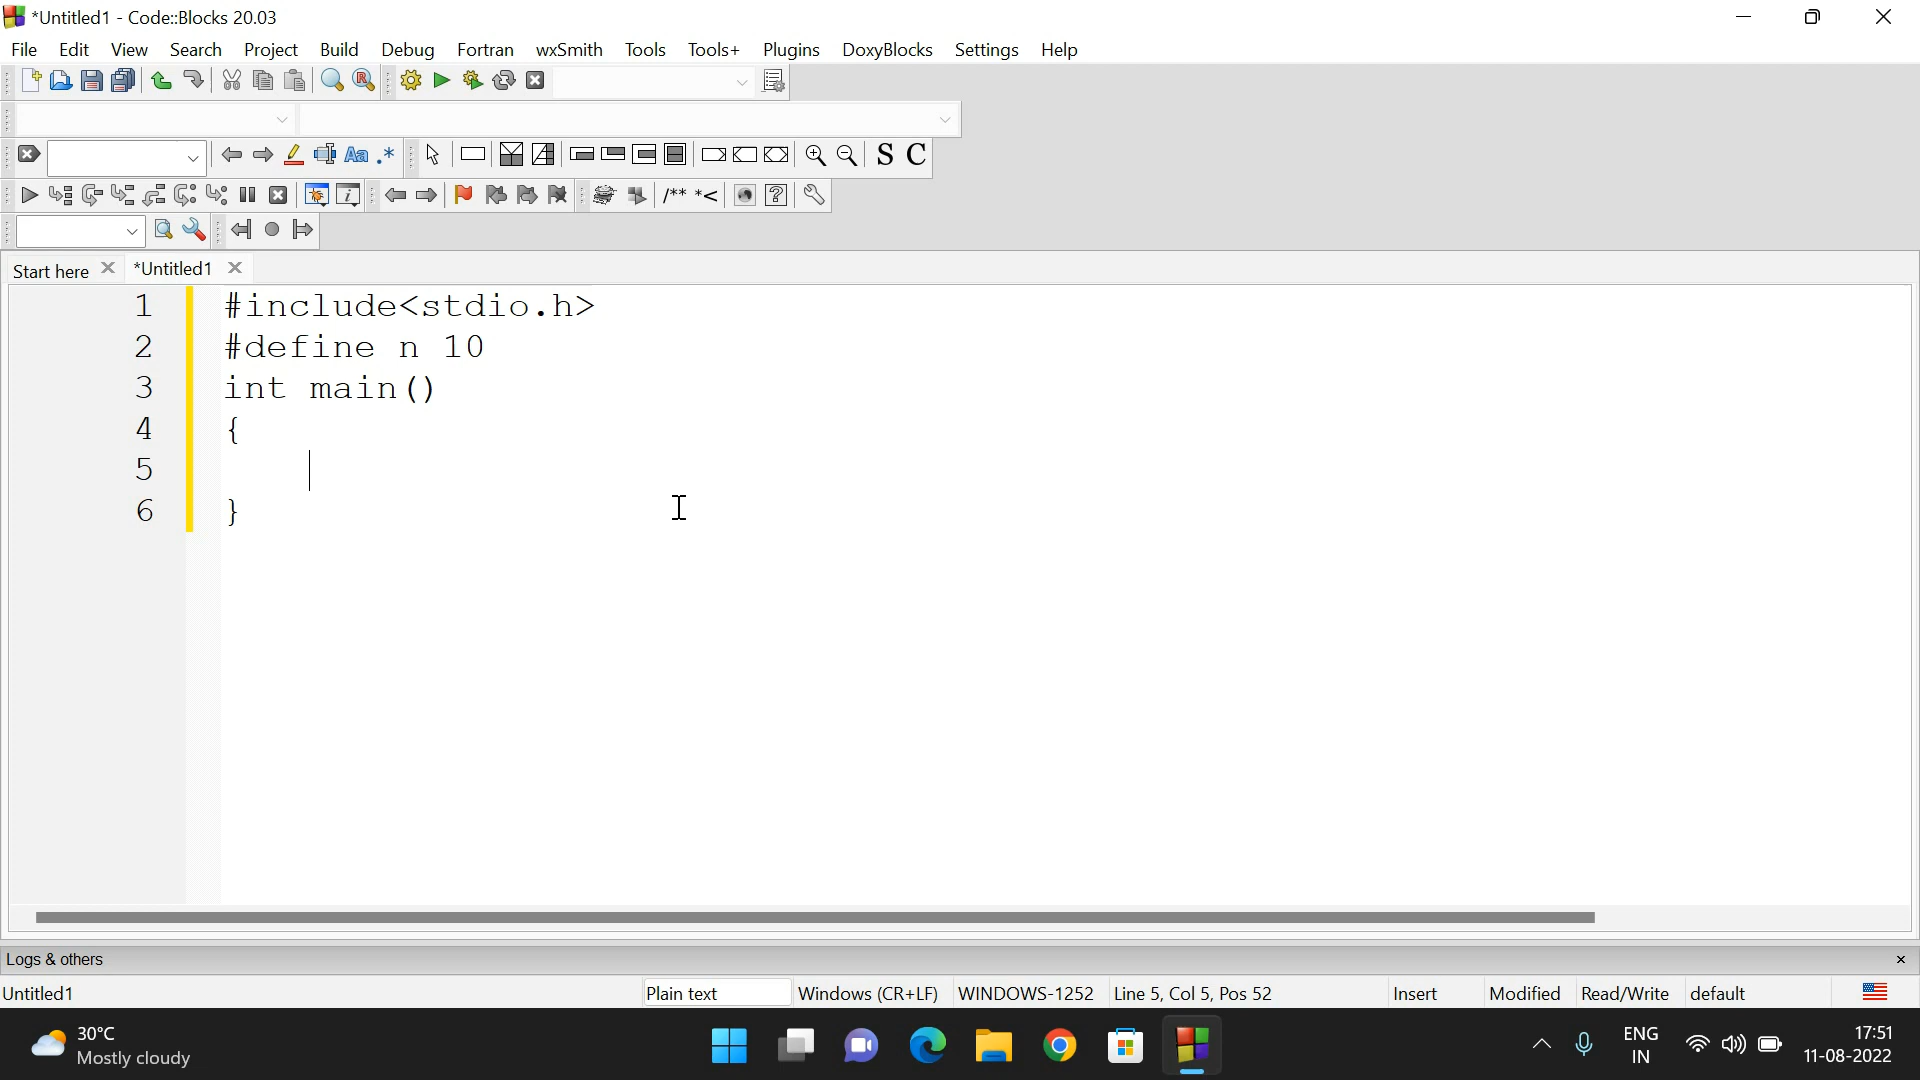 *Untitled1 - Code::Blocks 20.03
File Edit View Search Project Build Debug Fortran wxSmith Tools Tools+ Plugins DoxyBlocks Settings Help
Aa .* S C
/** *<
Start here *Untitled1
1 #include<stdio.h>
2 #define n 10
3 int main()
4 {
5
6 }
Logs & others
Untitled1 Plain text Windows (CR+LF) WINDOWS-1252 Line 5, Col 5, Pos 52 Insert Modified Read/Write default
30°C ENG 17:51
Mostly cloudy IN 11-08-2022